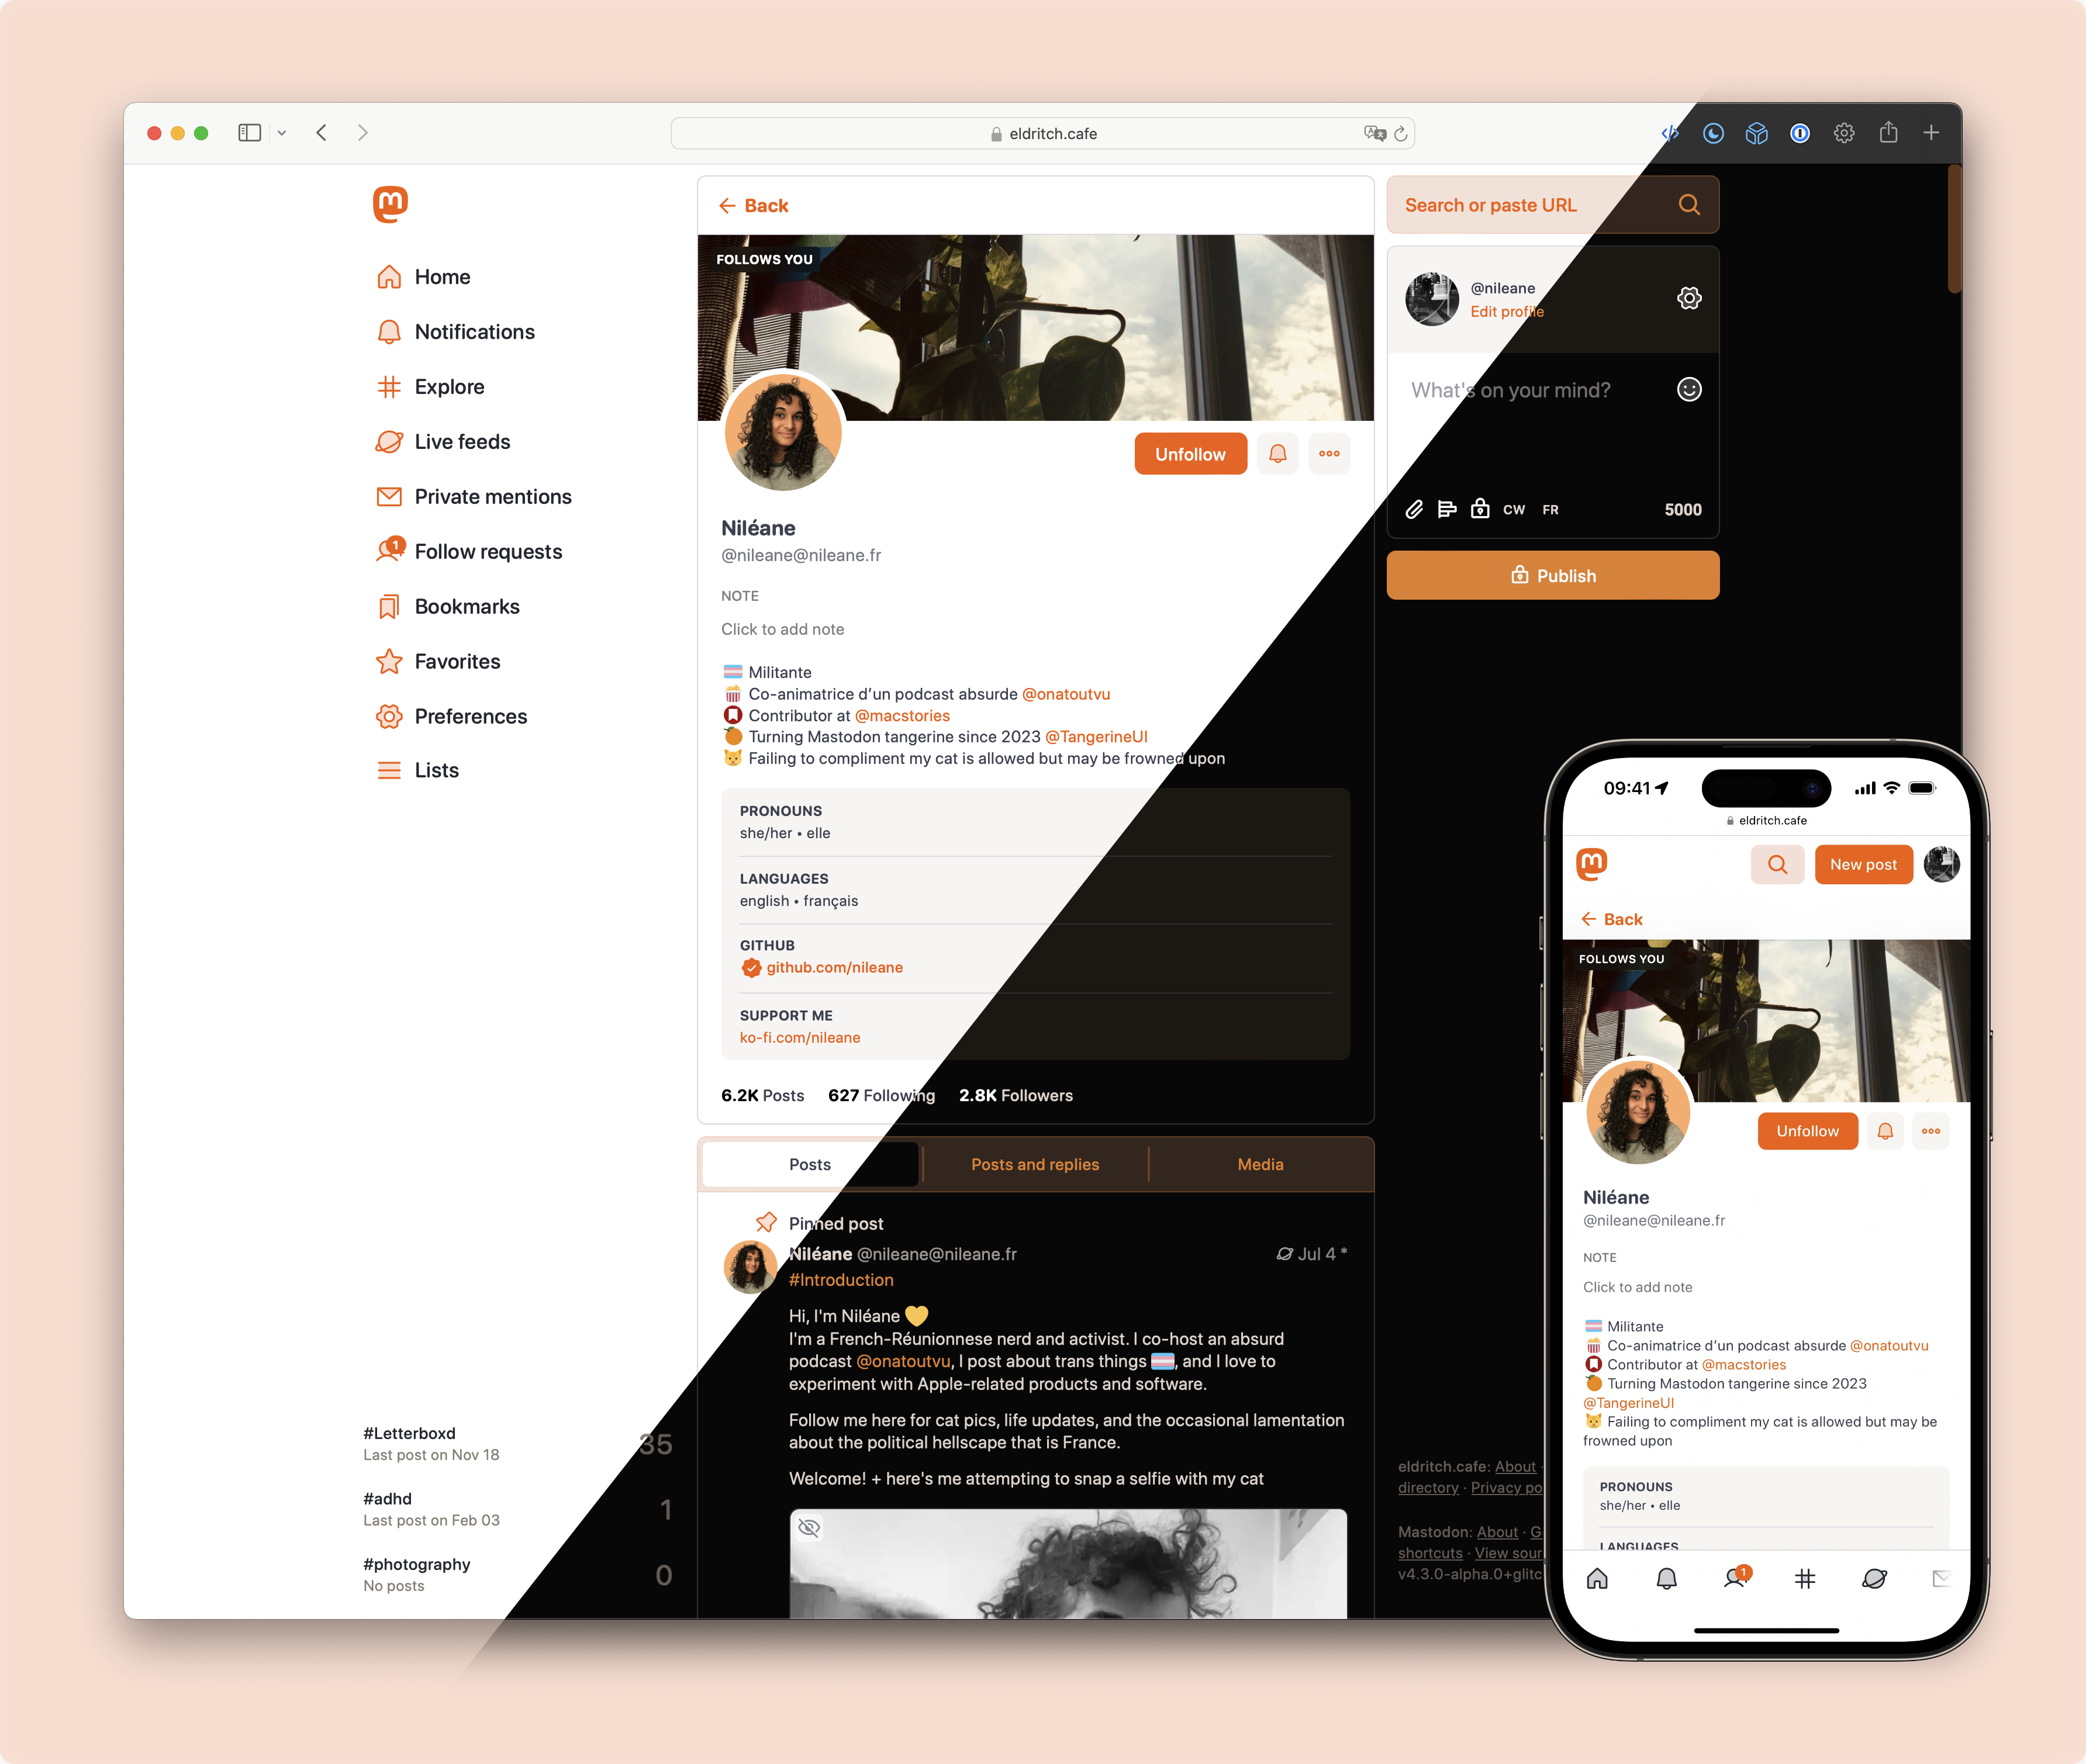 eldritch.cafe
Home
Notifications
Explore
Live feeds
Private mentions
1
Follow requests
Bookmarks
Favorites
Preferences
Lists
#Letterboxd
Last post on Nov 18
35
#adhd
Last post on Feb 03
1
#photography
No posts
0
← Back
FOLLOWS YOU
Unfollow
Niléane
@nileane@nileane.fr
NOTE
Click to add note
Militante
Co-animatrice d’un podcast absurde @onatoutvu
Contributor at @macstories
Turning Mastodon tangerine since 2023 @TangerineUI
Failing to compliment my cat is allowed but may be frowned upon
PRONOUNS
she/her • elle
LANGUAGES
english • français
GITHUB
github.com/nileane
SUPPORT ME
ko-fi.com/nileane
6.2K Posts 627 Following 2.8K Followers
Posts
Posts and replies
Media
Pinned post
Niléane @nileane@nileane.fr
Jul 4 *
#Introduction
Hi, I'm Niléane 💛
I'm a French-Réunionnese nerd and activist. I co-host an absurd
podcast @onatoutvu, I post about trans things 🏳️‍⚧️, and I love to
experiment with Apple-related products and software.
Follow me here for cat pics, life updates, and the occasional lamentation
about the political hellscape that is France.
Welcome! + here's me attempting to snap a selfie with my cat
Search or paste URL
@nileane
Edit profile
What's on your mind?
CW FR
5000
Publish
eldritch.cafe: About ·
directory · Privacy po
Mastodon: About · G
shortcuts · View sour
v4.3.0-alpha.0+glitc
09:41
eldritch.cafe
New post
← Back
FOLLOWS YOU
Unfollow
Niléane
@nileane@nileane.fr
NOTE
Click to add note
Militante
Co-animatrice d’un podcast absurde @onatoutvu
Contributor at @macstories
Turning Mastodon tangerine since 2023
@TangerineUI
Failing to compliment my cat is allowed but may be
frowned upon
PRONOUNS
she/her • elle
LANGUAGES
1